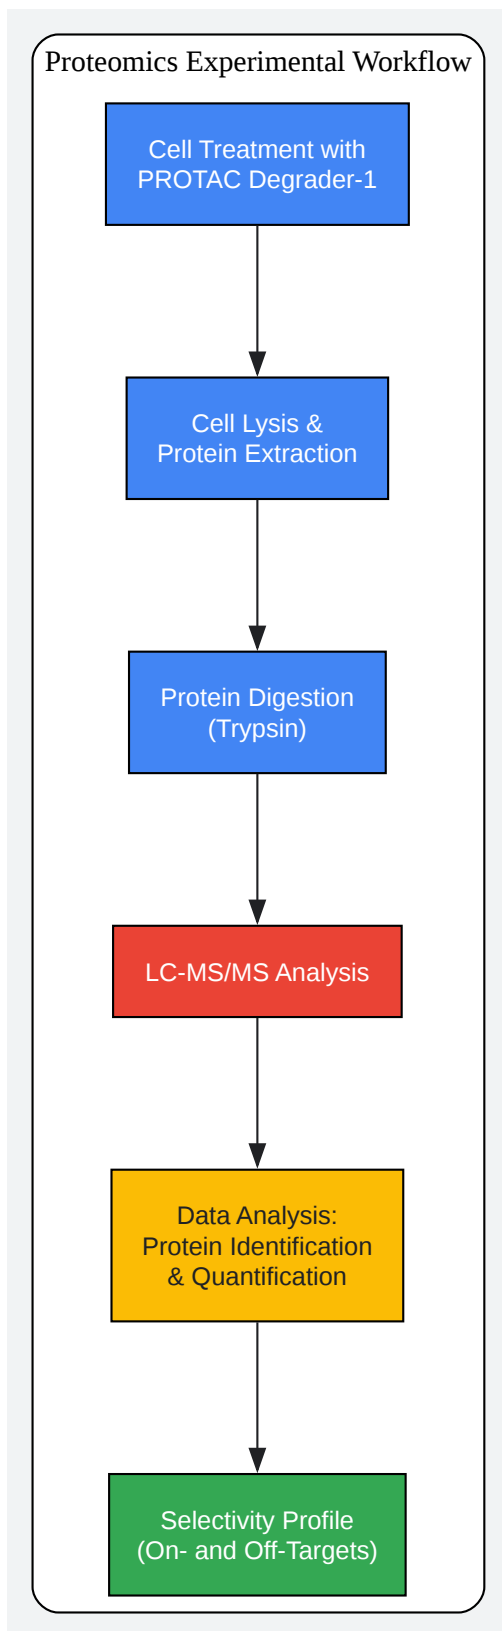 Proteomics Experimental Workflow
Cell Treatment with
PROTAC Degrader-1
Cell Lysis &
Protein Extraction
Protein Digestion
(Trypsin)
LC-MS/MS Analysis
Data Analysis:
Protein Identification
& Quantification
Selectivity Profile
(On- and Off-Targets)